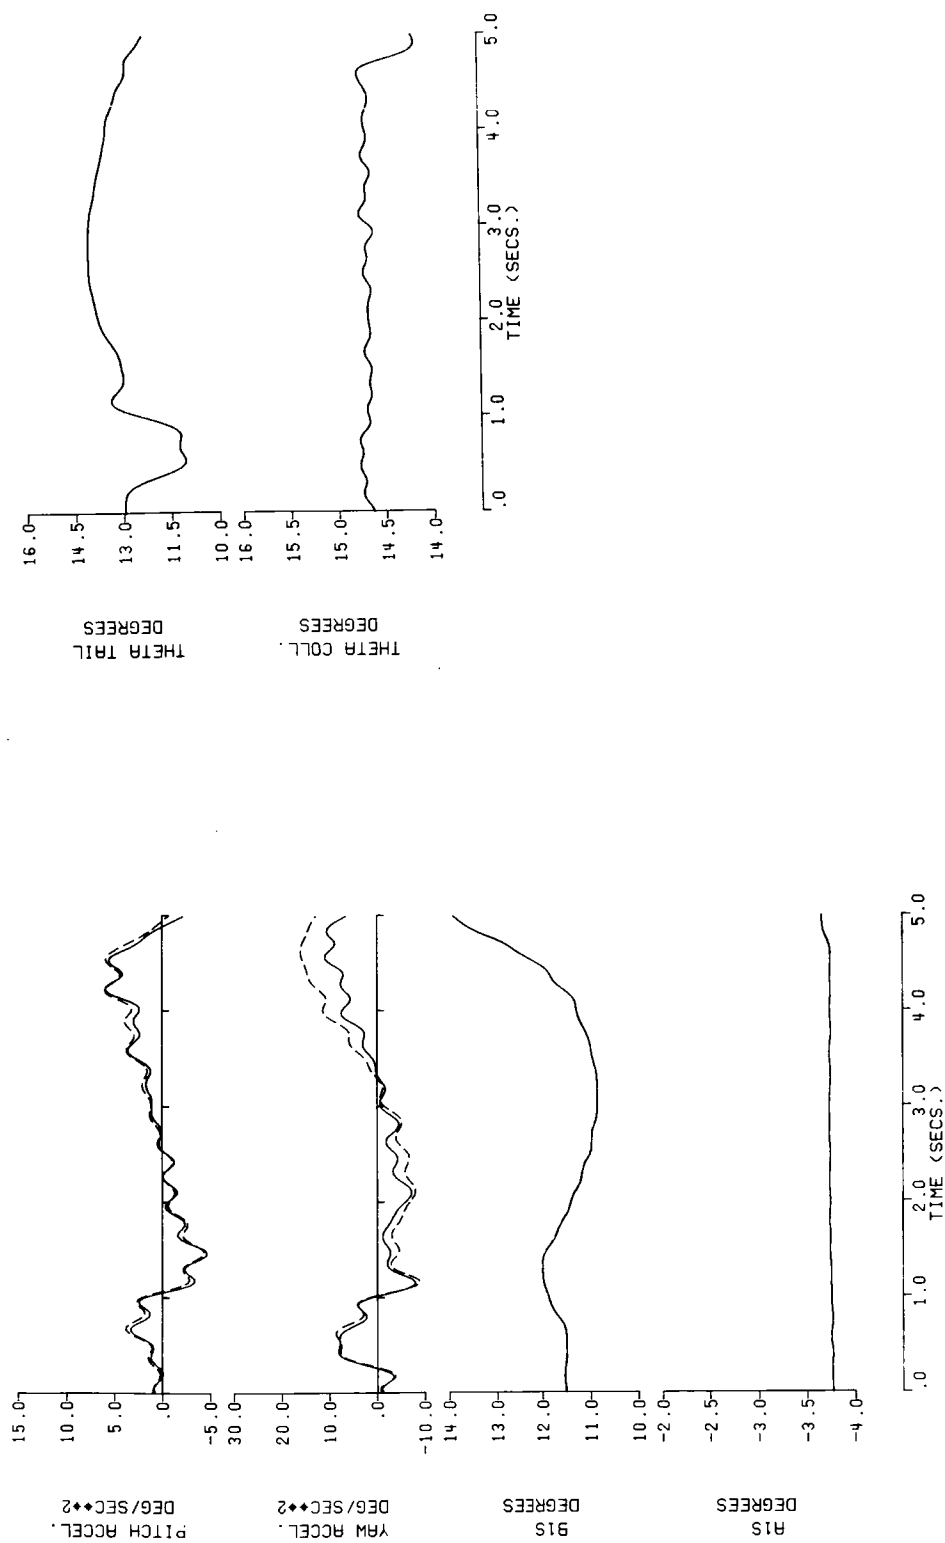 PITCH ACCEL.
DEG/SEC♦♦2
15.0
10.0
5.0
.0
-5.0
YAW ACCEL.
DEG/SEC♦♦2
30.0
20.0
10.0
.0
-10.0
B1S
DEGREES
14.0
13.0
12.0
11.0
10.0
A1S
DEGREES
-2.0
-2.5
-3.0
-3.5
-4.0
.0 1.0 2.0 3.0 4.0 5.0
TIME (SECS.)
THETA TAIL
DEGREES
16.0
14.5
13.0
11.5
10.0
THETA COLL.
DEGREES
16.0
15.5
15.0
14.5
14.0
.0 1.0 2.0 3.0 4.0 5.0
TIME (SECS.)